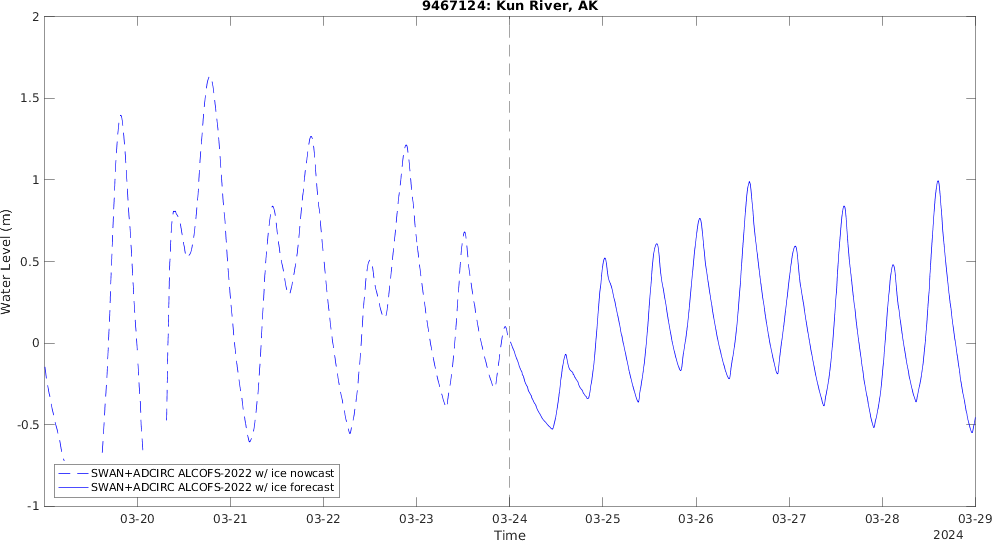 9467124: Kun River, AK
2
1.5
1
0.5
0
-0.5
-1
Water Level (m)
SWAN+ADCIRC ALCOFS-2022 w/ ice nowcast
SWAN+ADCIRC ALCOFS-2022 w/ ice forecast
03-20 03-21 03-22 03-23 03-24 03-25 03-26 03-27 03-28 03-29
Time
2024